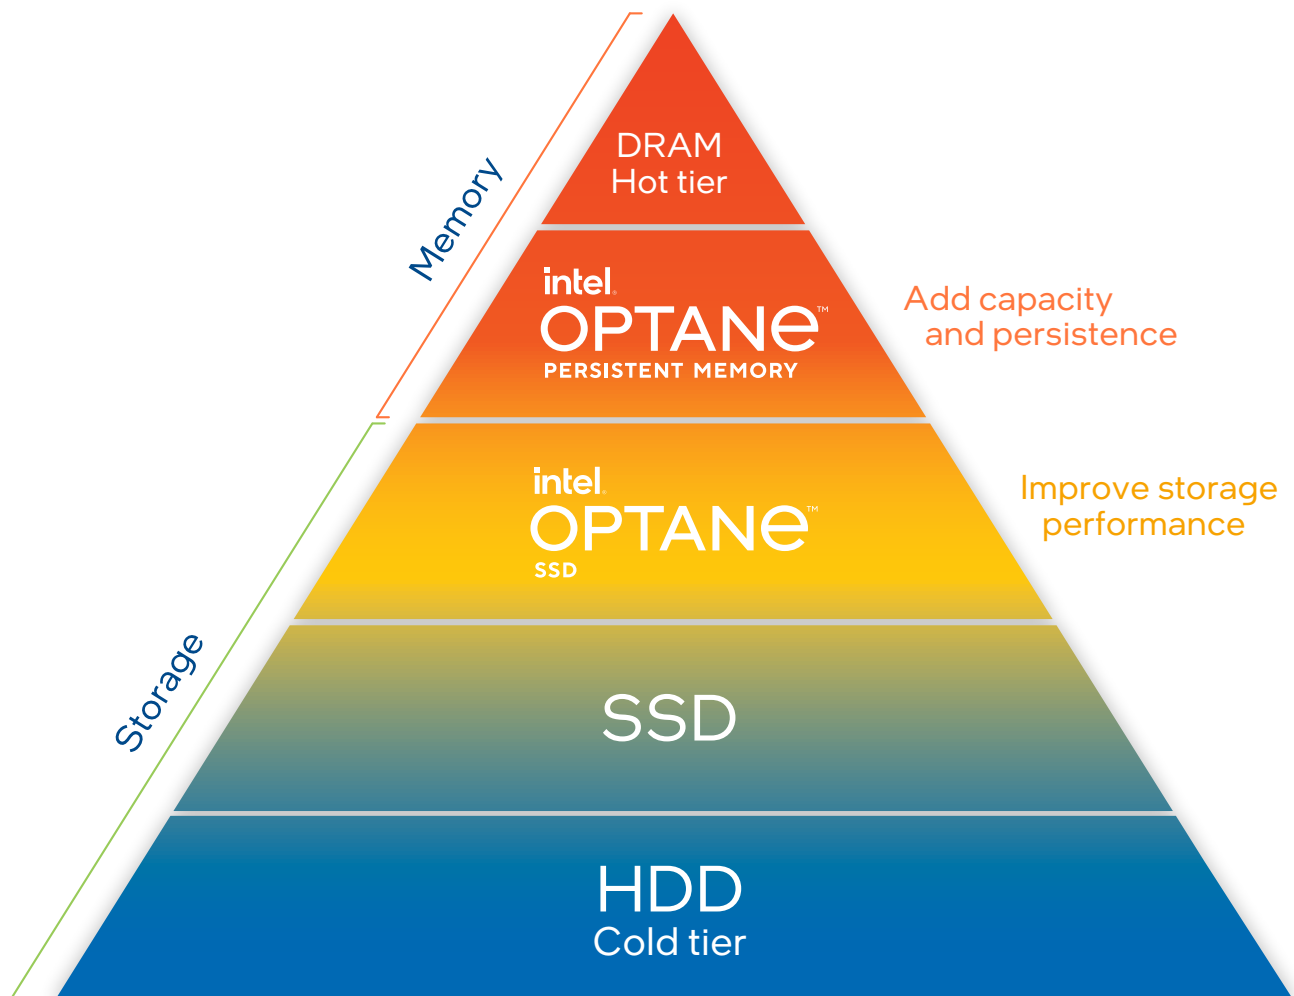 Memory
DRAM
Hot tier
intel.
OPTANE™
PERSISTENT MEMORY
Add capacity
and persistence
intel.
OPTANE™
SSD
Improve storage
performance
Storage
SSD
HDD
Cold tier